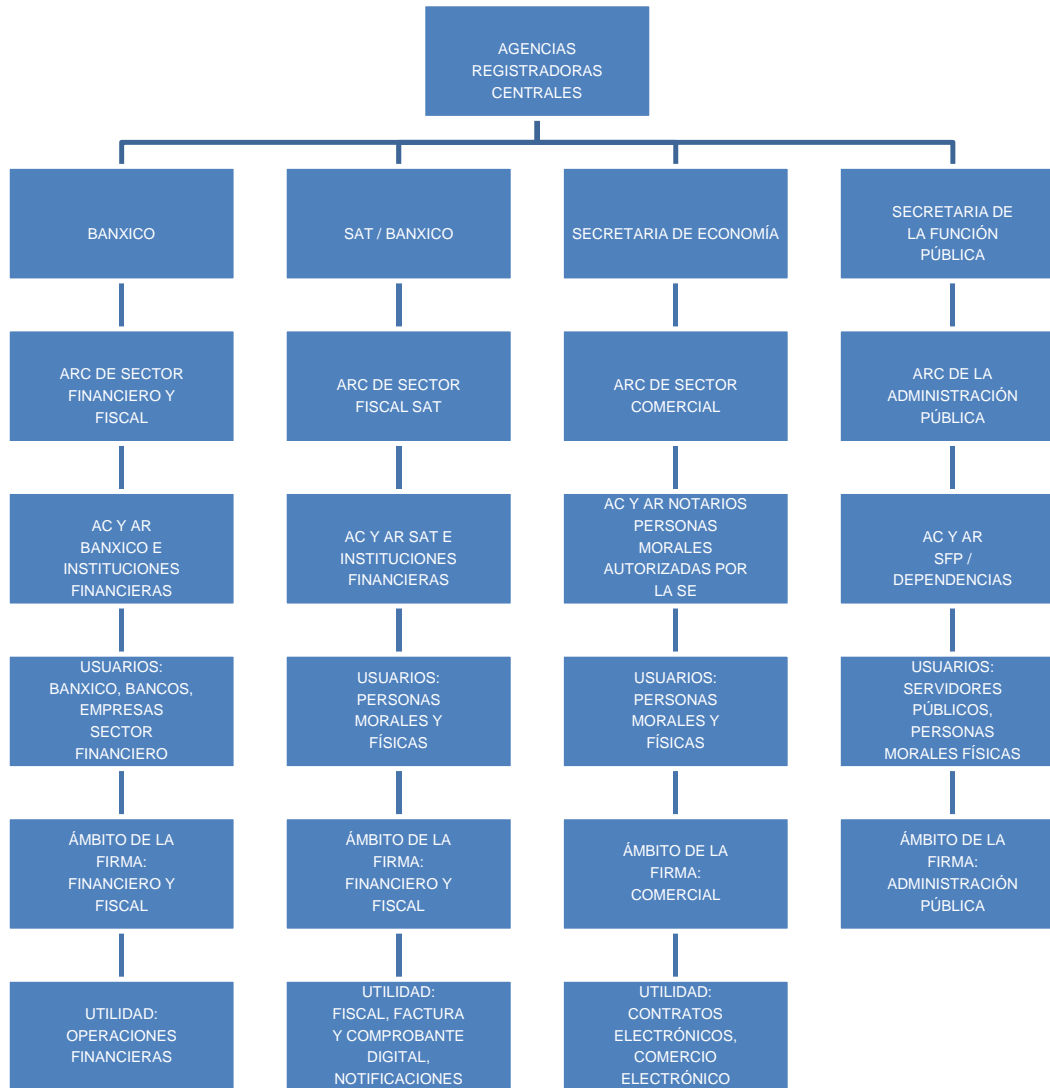 AGENCIAS
REGISTRADORAS
CENTRALES
BANXICO
SAT / BANXICO
SECRETARIA DE ECONOMÍA
SECRETARIA DE
LA FUNCIÓN
PÚBLICA
ARC DE SECTOR
FINANCIERO Y
FISCAL
ARC DE SECTOR
FISCAL SAT
ARC DE SECTOR
COMERCIAL
ARC DE LA
ADMINISTRACIÓN
PÚBLICA
AC Y AR
BANXICO E
INSTITUCIONES
FINANCIERAS
AC Y AR SAT E
INSTITUCIONES
FINANCIERAS
AC Y AR NOTARIOS
PERSONAS
MORALES
AUTORIZADAS POR
LA SE
AC Y AR
SFP /
DEPENDENCIAS
USUARIOS:
BANXICO, BANCOS,
EMPRESAS
SECTOR
FINANCIERO
USUARIOS:
PERSONAS
MORALES Y
FÍSICAS
USUARIOS:
PERSONAS
MORALES Y
FÍSICAS
USUARIOS:
SERVIDORES
PÚBLICOS,
PERSONAS
MORALES FÍSICAS
ÁMBITO DE LA
FIRMA:
FINANCIERO Y
FISCAL
ÁMBITO DE LA
FIRMA:
FINANCIERO Y
FISCAL
ÁMBITO DE LA
FIRMA:
COMERCIAL
ÁMBITO DE LA
FIRMA:
ADMINISTRACIÓN
PÚBLICA
UTILIDAD:
OPERACIONES
FINANCIERAS
UTILIDAD:
FISCAL, FACTURA
Y COMPROBANTE
DIGITAL,
NOTIFICACIONES
UTILIDAD:
CONTRATOS
ELECTRÓNICOS,
COMERCIO
ELECTRÓNICO